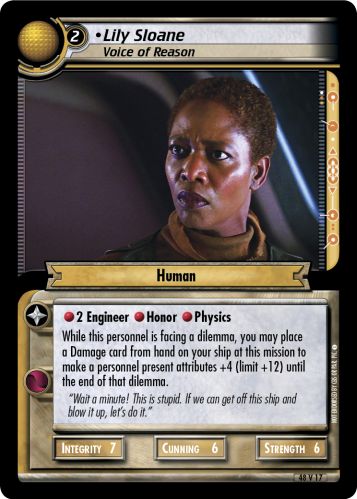 2
•Lily Sloane
Voice of Reason
Human
2 Engineer Honor Physics
While this personnel is facing a dilemma, you may place
a Damage card from hand on your ship at this mission to
make a personnel present attributes +4 (limit +12) until
the end of that dilemma.
"Wait a minute! This is stupid. If we can get off this ship and
blow it up, let's do it."
INTEGRITY 7 CUNNING 6 STRENGTH 6
48 V 17